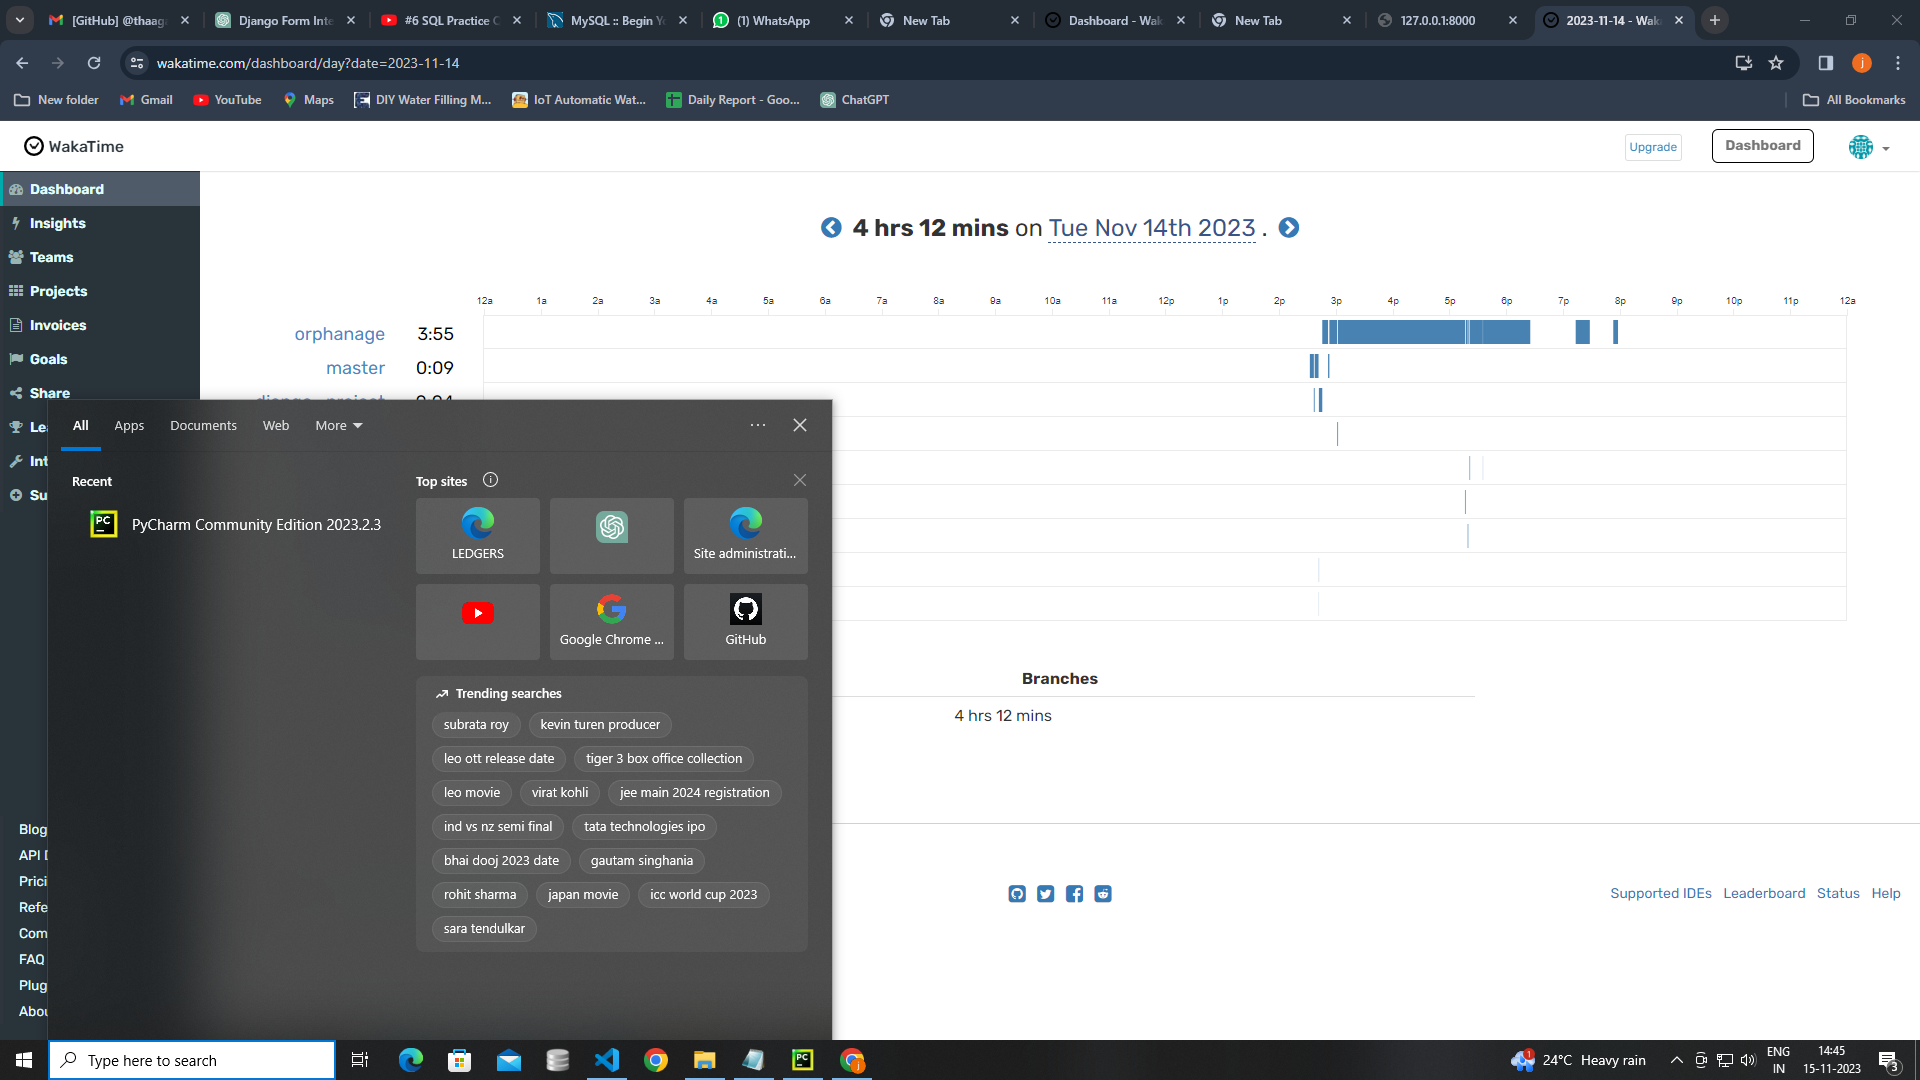 [GitHub] @thaag
Django Form Inte
#6 SQL Practice
MySQL :: Begin Yo
(1) WhatsApp
New Tab
Dashboard - Wak
New Tab
127.0.0.1:8000
2023-11-14 - Wak
wakatime.com/dashboard/day?date=2023-11-14
j
New folder
Gmail
YouTube
Maps
DIY Water Filling M...
IoT Automatic Wat...
Daily Report - Goo...
ChatGPT
All Bookmarks
WakaTime
Upgrade
Dashboard
Dashboard
Insights
Teams
Projects
Invoices
Goals
Share
Lea
Int
Su
4 hrs 12 mins on Tue Nov 14th 2023 .
12a 1a 2a 3a 4a 5a 6a 7a 8a 9a 10a 11a 12p 1p 2p 3p 4p 5p 6p 7p 8p 9p 10p 11p 12a
orphanage 3:55
master 0:09
Branches
4 hrs 12 mins
All
Apps
Documents
Web
More
Recent
PyCharm Community Edition 2023.2.3
Top sites
LEDGERS
Site administrati...
Google Chrome ...
GitHub
Trending searches
subrata roy
kevin turen producer
leo ott release date
tiger 3 box office collection
leo movie
virat kohli
jee main 2024 registration
ind vs nz semi final
tata technologies ipo
bhai dooj 2023 date
gautam singhania
rohit sharma
japan movie
icc world cup 2023
sara tendulkar
Blog
API D
Prici
Refe
Com
FAQ
Plug
Abou
Supported IDEs
Leaderboard
Status
Help
Type here to search
24°C Heavy rain
ENG
IN
14:45
15-11-2023
3